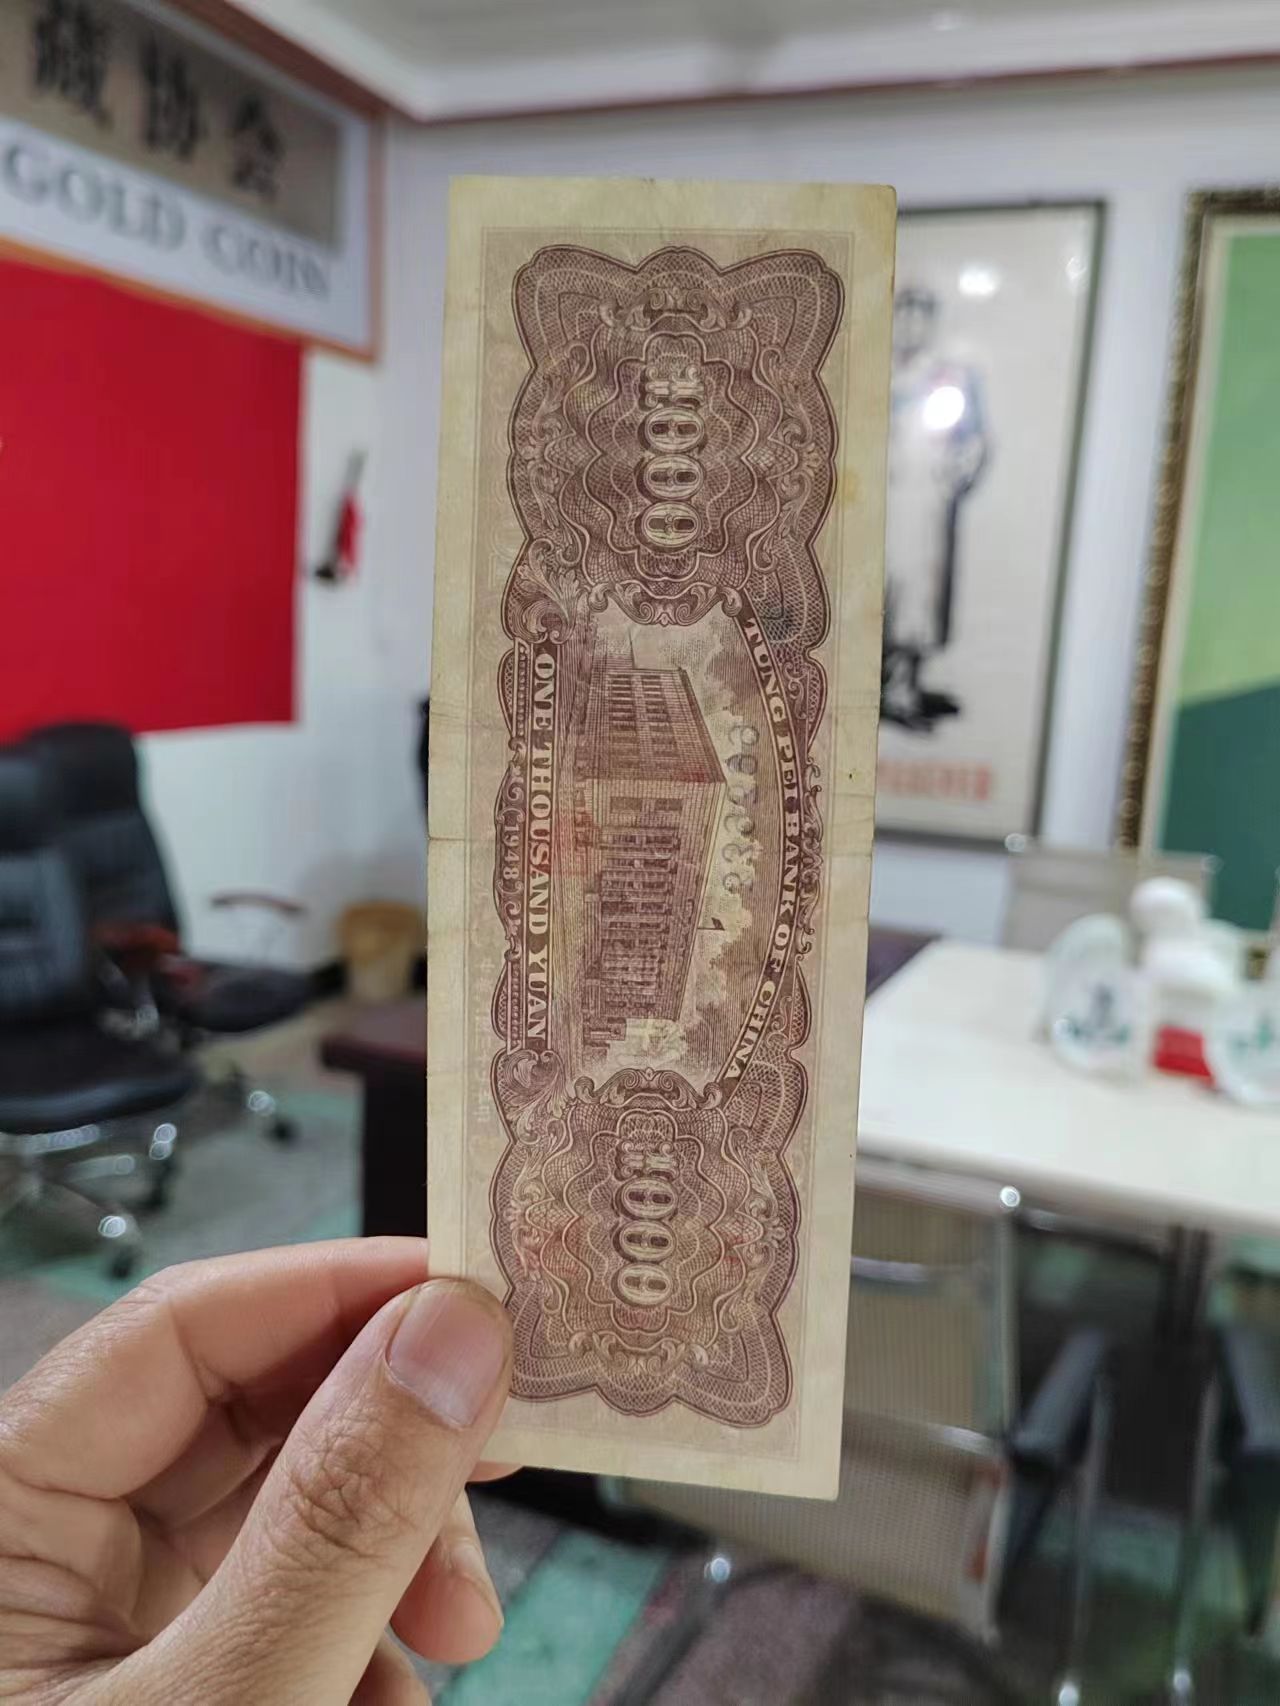 藏协会
GOLD COIN
1000
TUNG PEI BANK OF CHINA
ONE THOUSAND YUAN
1948
1000